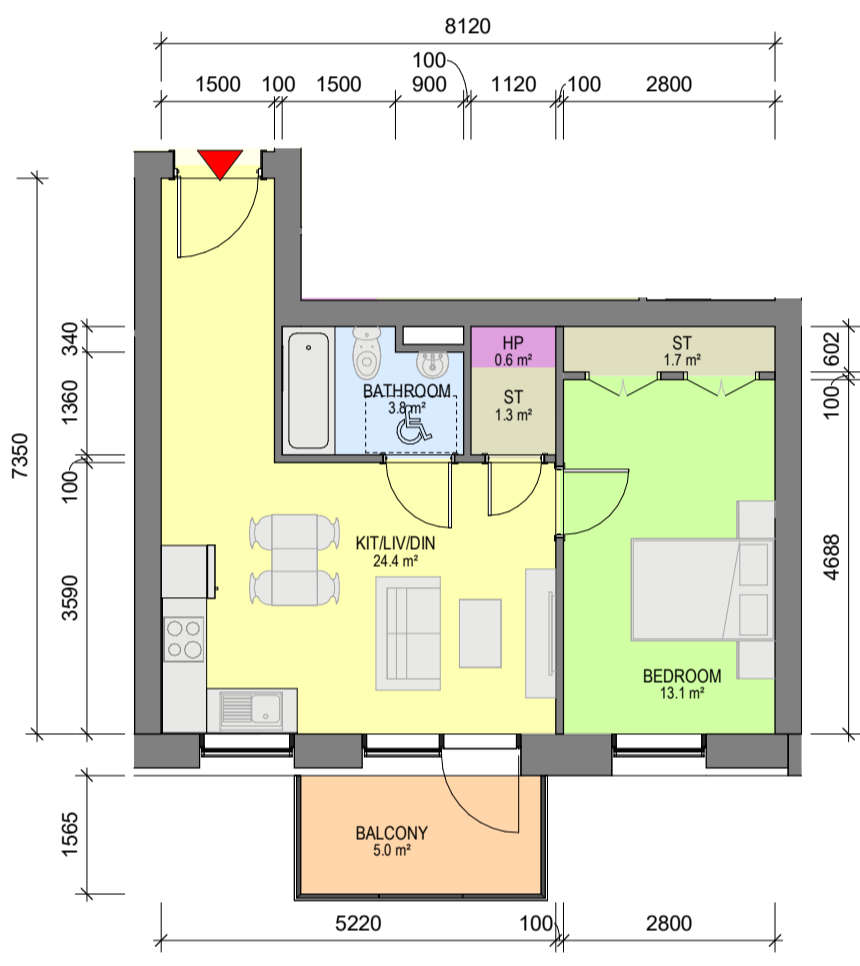 8120
100
1500
100
1500
900
1120
100
2800
340
1360
100
3590
7350
HP
0.6 m²
ST
1.7 m²
602
100
BATHROOM
3.8 m²
ST
1.3 m²
KIT/LIV/DIN
24.4 m²
4688
BEDROOM
13.1 m²
1565
BALCONY
5.0 m²
5220
100
2800